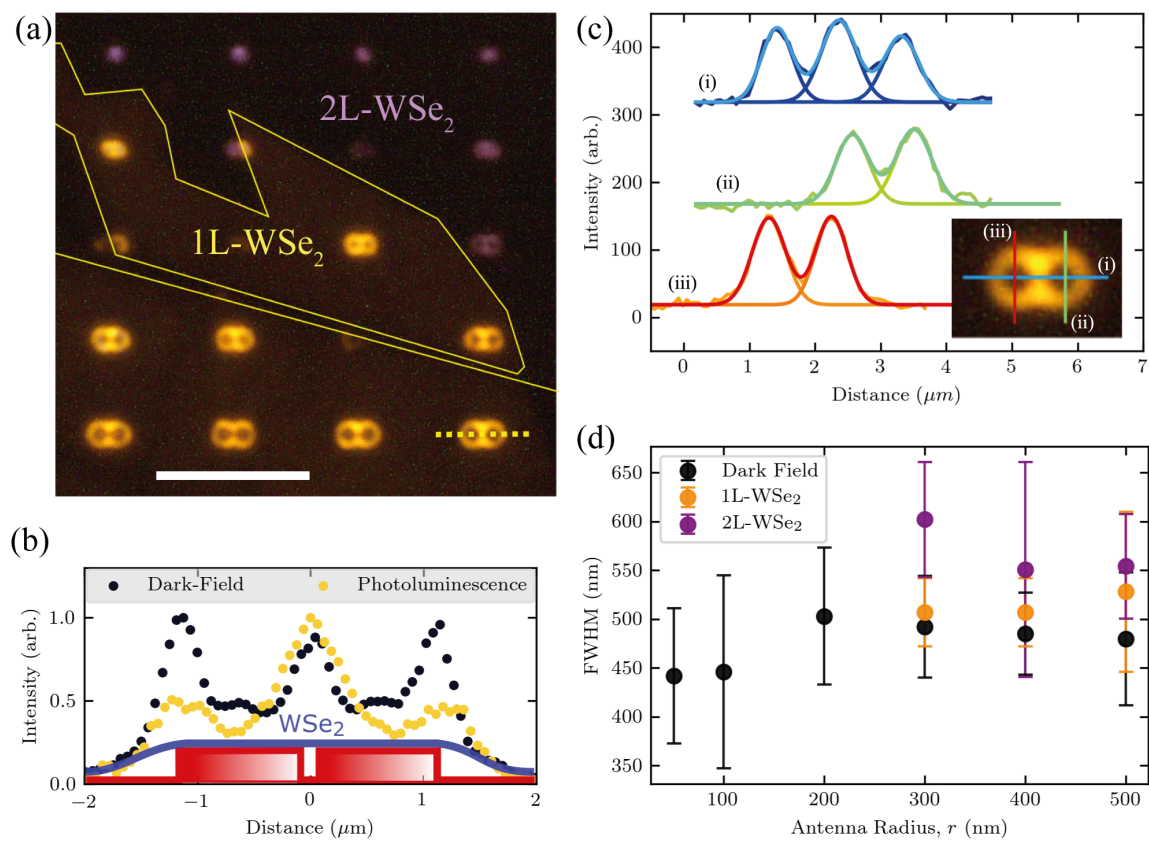 (a)
2L-WSe₂
1L-WSe₂
(b)
Dark-Field
Photoluminescence
Intensity (arb.)
1.0
0.5
0.0
WSe₂
−2
−1
0
1
2
Distance (μm)
(c)
Intensity (arb.)
400
300
200
100
0
(i)
(ii)
(iii)
(iii)
(i)
(ii)
0
1
2
3
4
5
6
7
Distance (μm)
(d)
FWHM (nm)
650
600
550
500
450
400
350
Dark Field
1L-WSe₂
2L-WSe₂
100
200
300
400
500
Antenna Radius, r (nm)